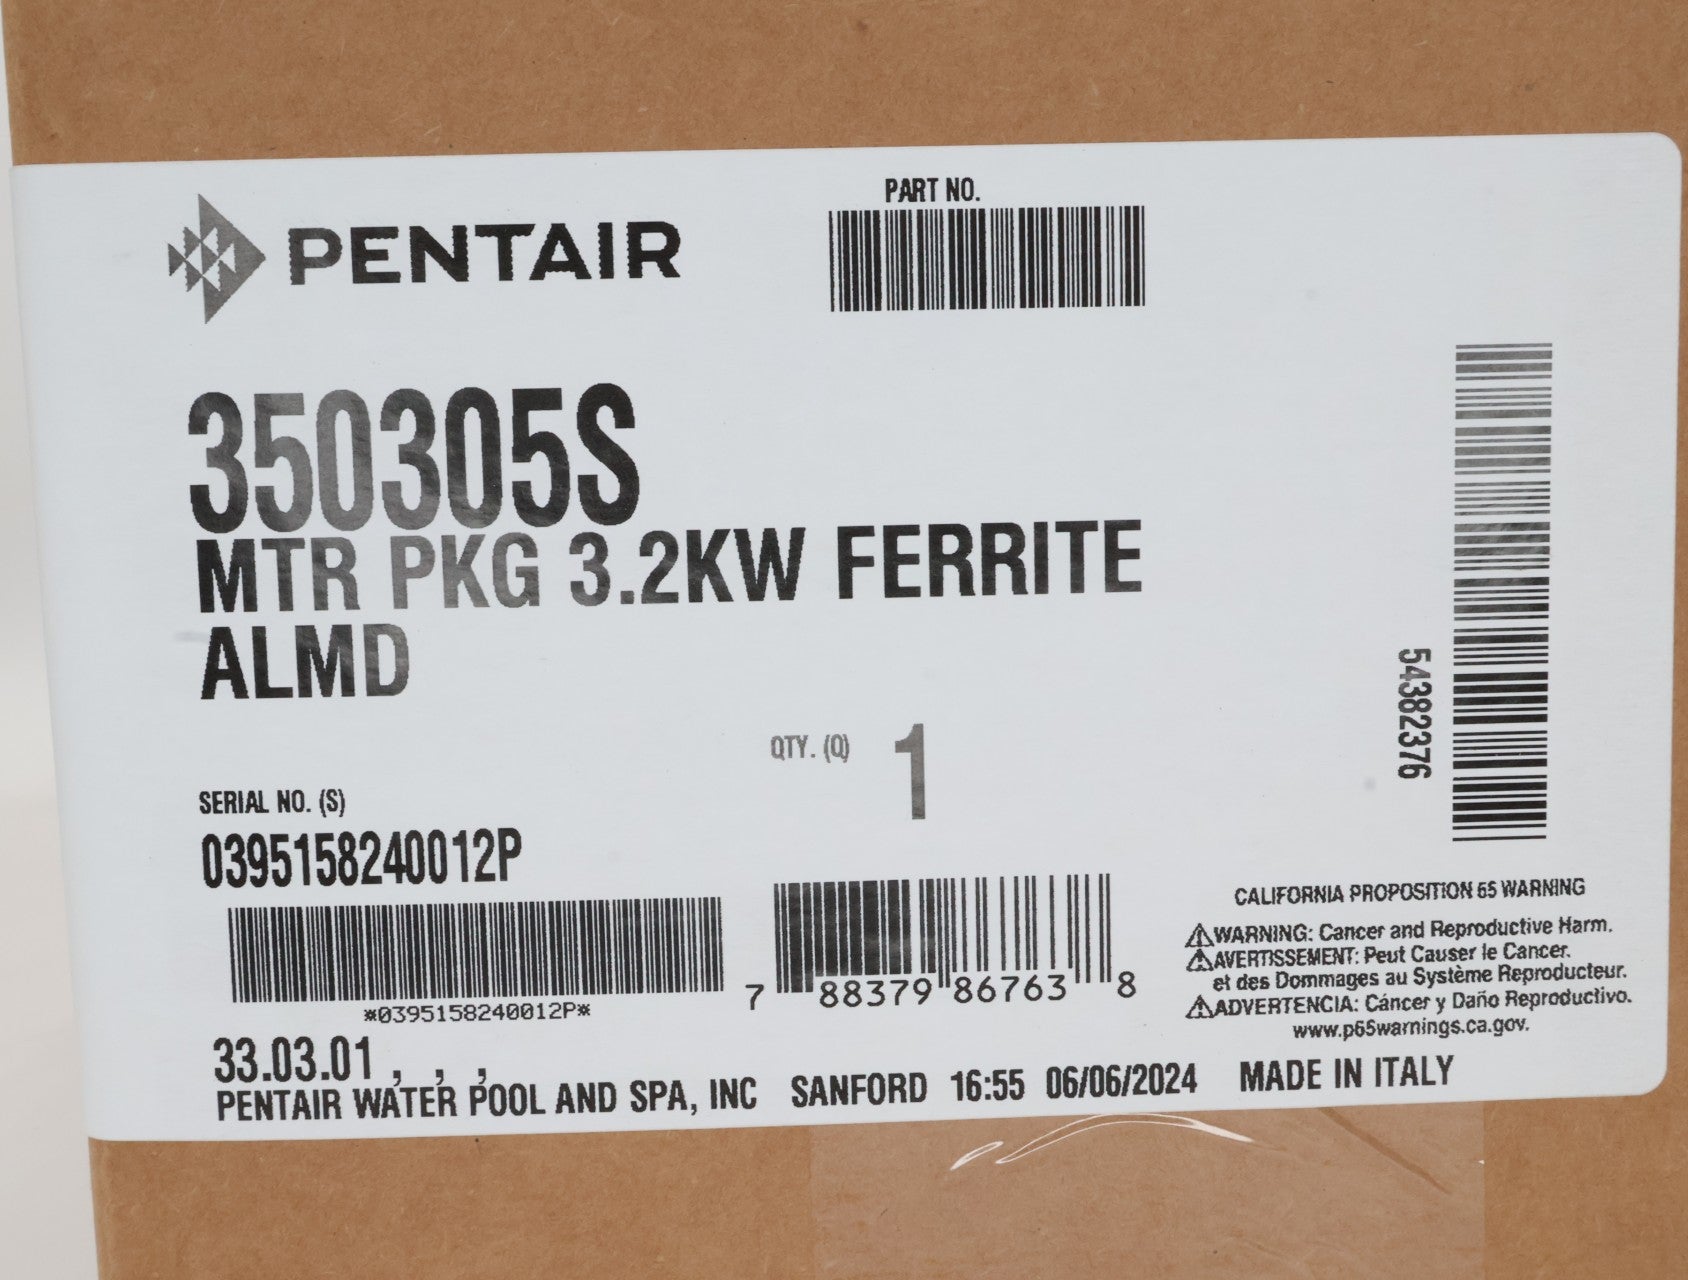 PENTAIR
PART NO.
350305S
MTR PKG 3.2KW FERRITE
ALMD
QTY. (Q) 1
54382376
SERIAL NO. (S)
0395158240012P
*0395158240012P*
7 88379 86763 8
CALIFORNIA PROPOSITION 65 WARNING
WARNING: Cancer and Reproductive Harm.
AVERTISSEMENT: Peut Causer le Cancer.
et des Dommages au Système Reproducteur.
ADVERTENCIA: Cáncer y Daño Reproductivo.
www.p65warnings.ca.gov.
33.03.01 , , ,
PENTAIR WATER POOL AND SPA, INC SANFORD 16:55 06/06/2024 MADE IN ITALY